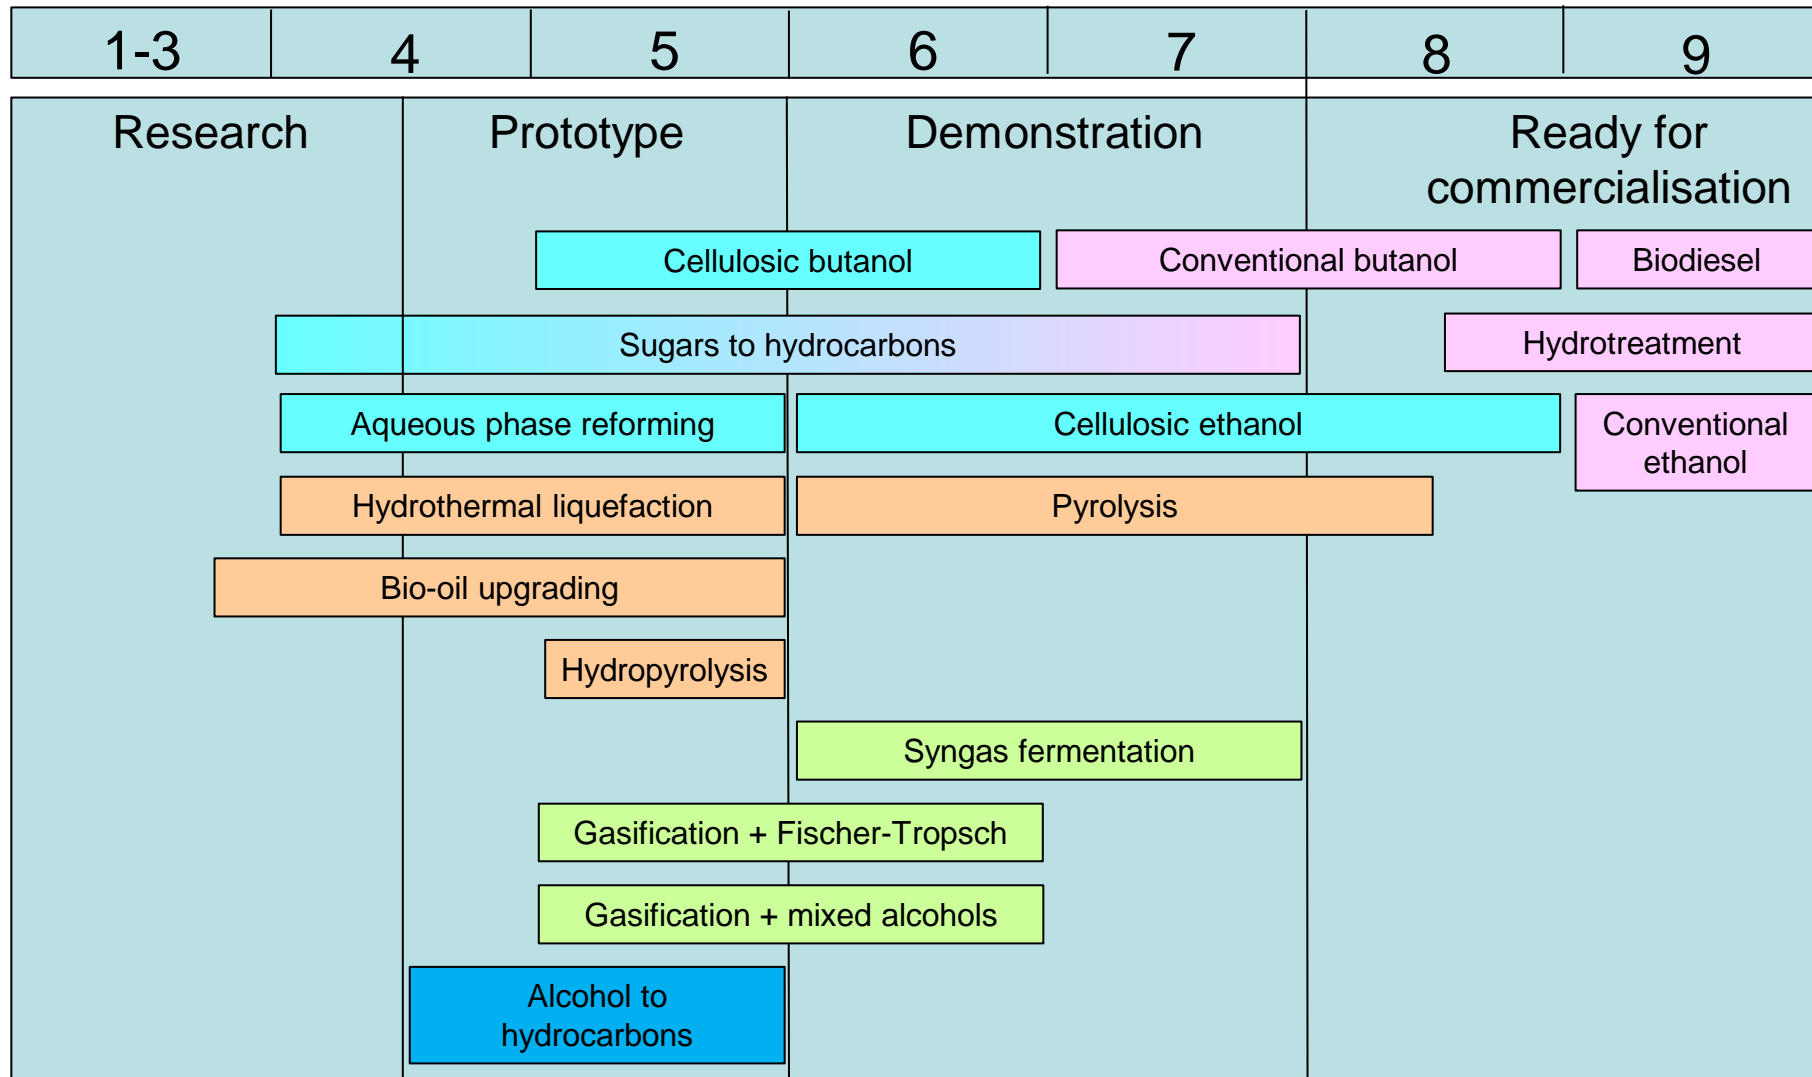 1-3 4 5 6 7 8 9
Research Prototype Demonstration Ready for
commercialisation
Cellulosic butanol Conventional butanol Biodiesel
Sugars to hydrocarbons Hydrotreatment
Aqueous phase reforming Cellulosic ethanol Conventional
ethanol
Hydrothermal liquefaction Pyrolysis
Bio-oil upgrading
Hydropyrolysis
Syngas fermentation
Gasification + Fischer-Tropsch
Gasification + mixed alcohols
Alcohol to
hydrocarbons